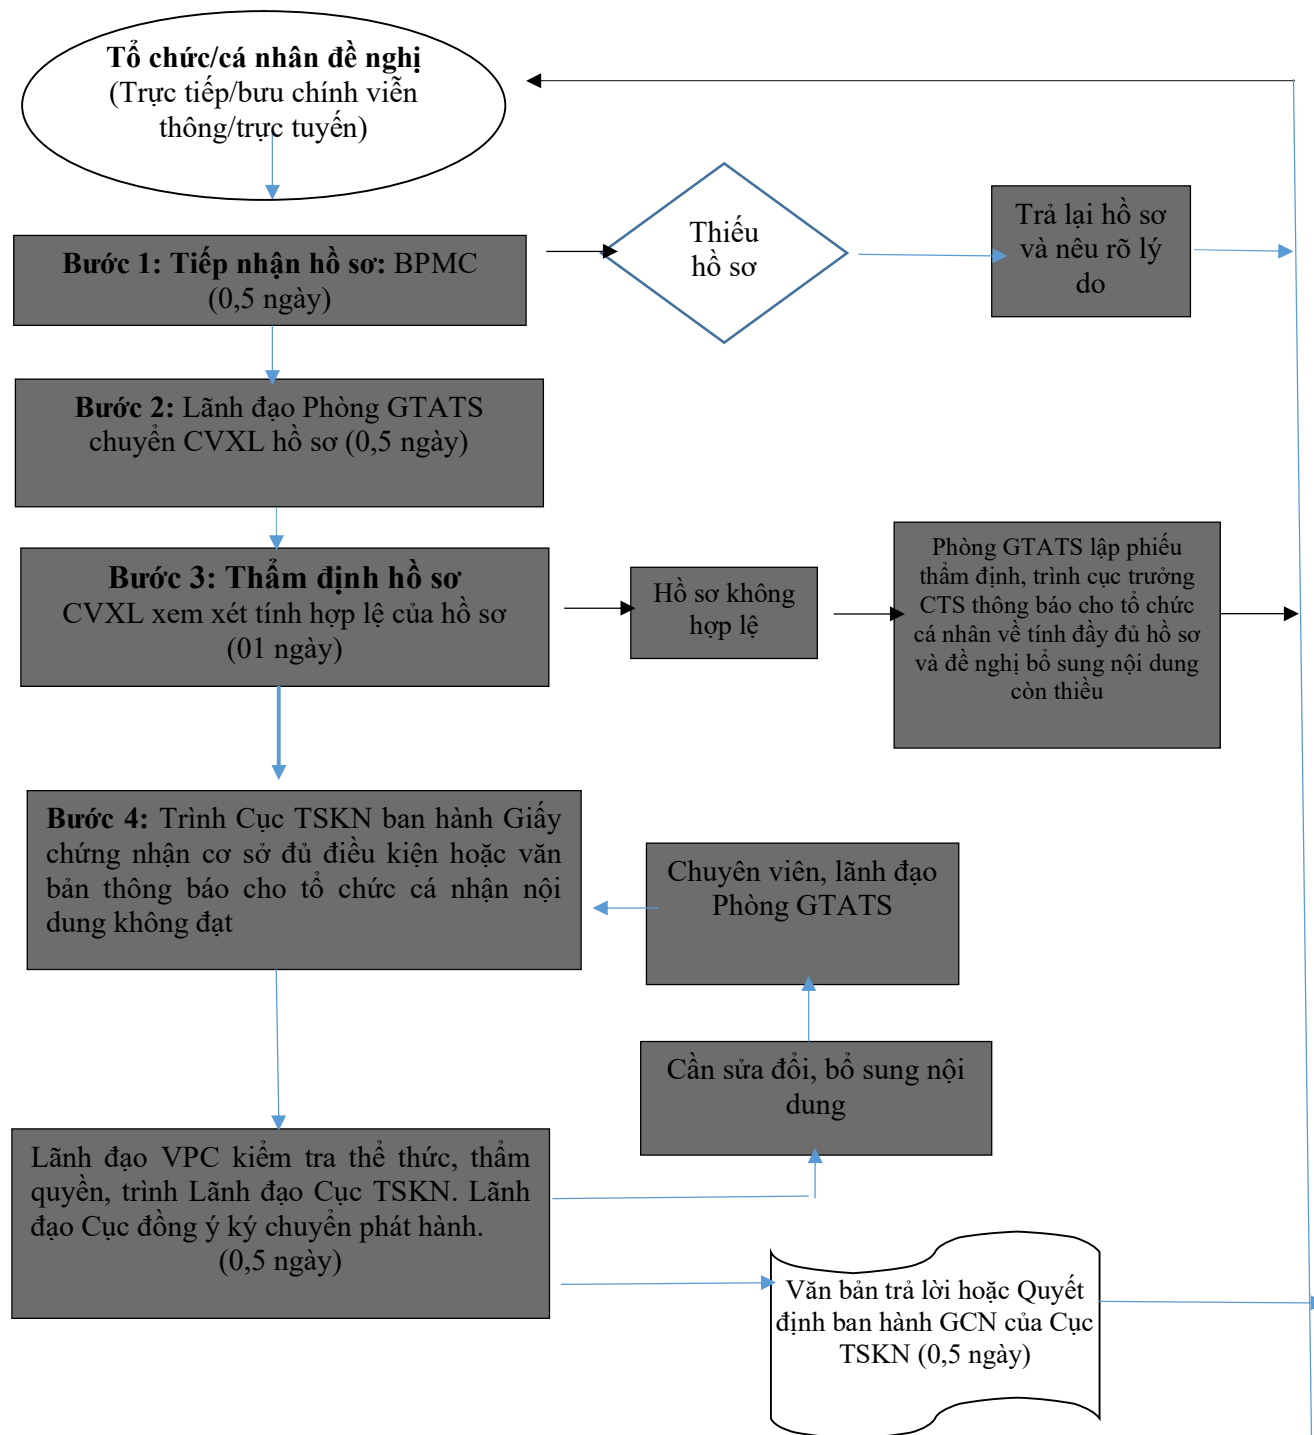 Tổ chức/cá nhân đề nghị
(Trực tiếp/bưu chính viễn
thông/trực tuyến)
Thiếu
hồ sơ
Trả lại hồ sơ
và nêu rõ lý
do
Bước 1: Tiếp nhận hồ sơ: BPMC
(0,5 ngày)
Bước 2: Lãnh đạo Phòng GTATS
chuyển CVXL hồ sơ (0,5 ngày)
Bước 3: Thẩm định hồ sơ
CVXL xem xét tính hợp lệ của hồ sơ
(01 ngày)
Hồ sơ không
hợp lệ
Phòng GTATS lập phiếu
thẩm định, trình cục trưởng
CTS thông báo cho tổ chức
cá nhân về tính đầy đủ hồ sơ
và đề nghị bổ sung nội dung
còn thiều
Bước 4: Trình Cục TSKN ban hành Giấy
chứng nhận cơ sở đủ điều kiện hoặc văn
bản thông báo cho tổ chức cá nhận nội
dung không đạt
Chuyên viên, lãnh đạo
Phòng GTATS
Cần sửa đổi, bổ sung nội
dung
Lãnh đạo VPC kiểm tra thể thức, thẩm
quyền, trình Lãnh đạo Cục TSKN. Lãnh
đạo Cục đồng ý ký chuyển phát hành.
(0,5 ngày)
Văn bản trả lời hoặc Quyết
định ban hành GCN của Cục
TSKN (0,5 ngày)